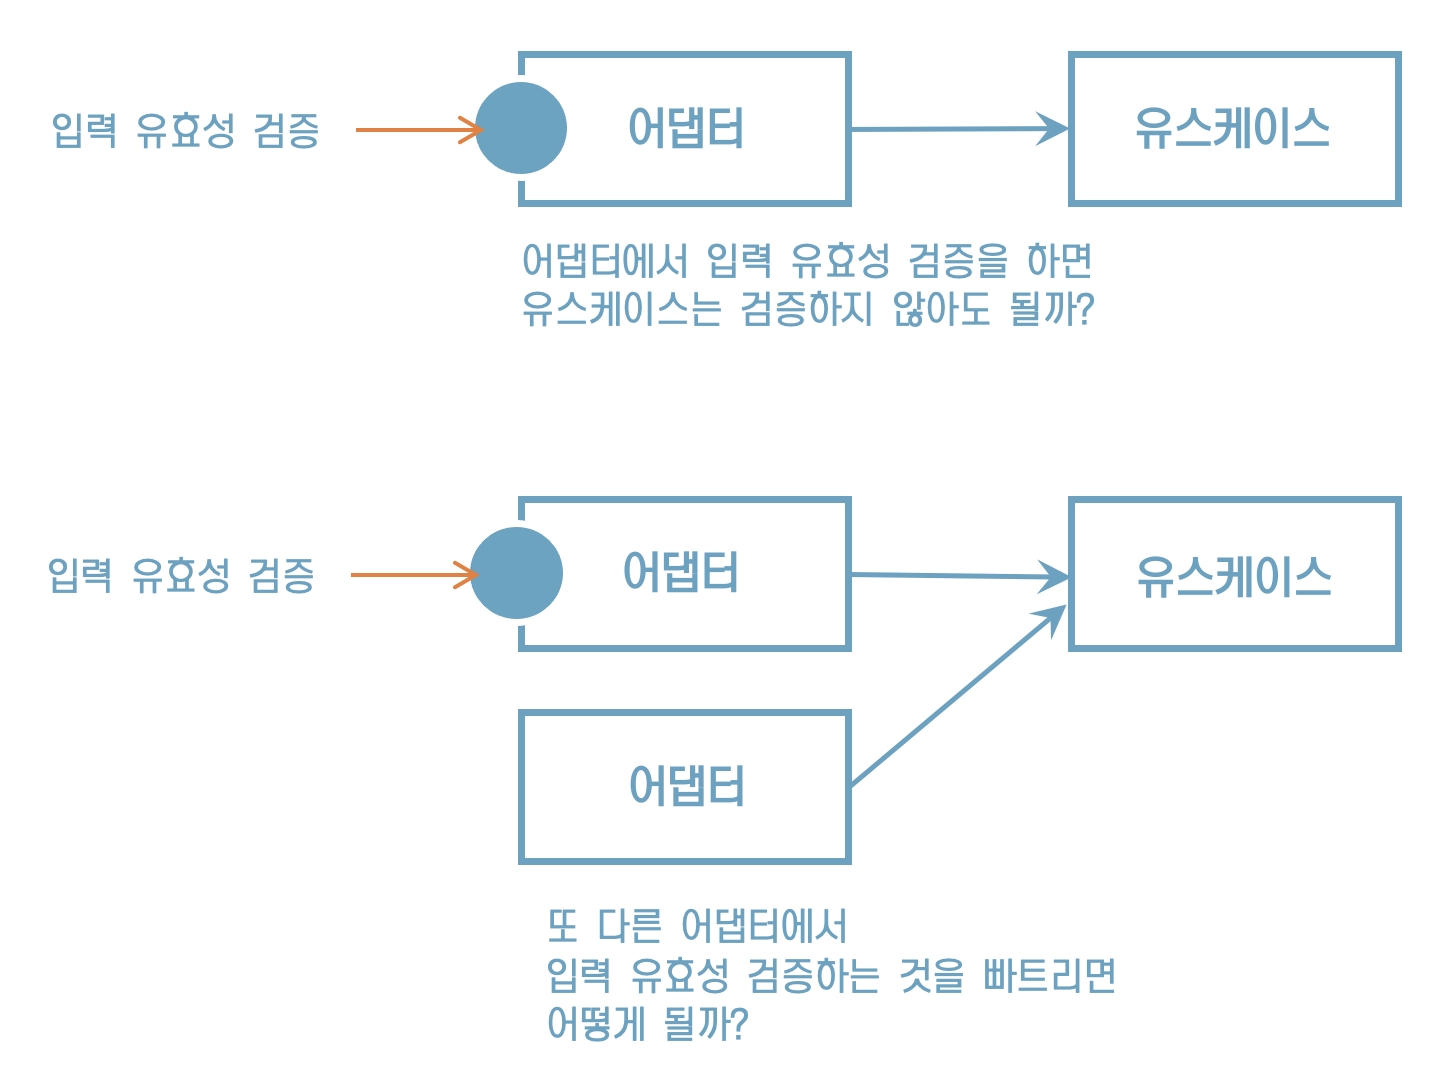 입력 유효성 검증
어댑터
유스케이스
어댑터에서 입력 유효성 검증을 하면
유스케이스는 검증하지 않아도 될까?
입력 유효성 검증
어댑터
유스케이스
어댑터
또 다른 어댑터에서
입력 유효성 검증하는 것을 빠트리면
어떻게 될까?